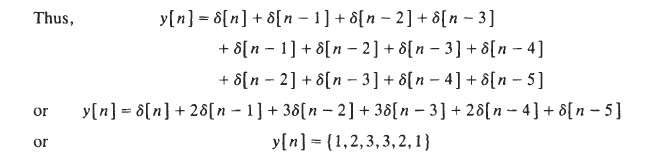 Thus, y[n] = δ[n] + δ[n − 1] + δ[n − 2] + δ[n − 3]
+ δ[n − 1] + δ[n − 2] + δ[n − 3] + δ[n − 4]
+ δ[n − 2] + δ[n − 3] + δ[n − 4] + δ[n − 5]
or y[n] = δ[n] + 2δ[n − 1] + 3δ[n − 2] + 3δ[n − 3] + 2δ[n − 4] + δ[n − 5]
or y[n] = {1,2,3,3,2,1}